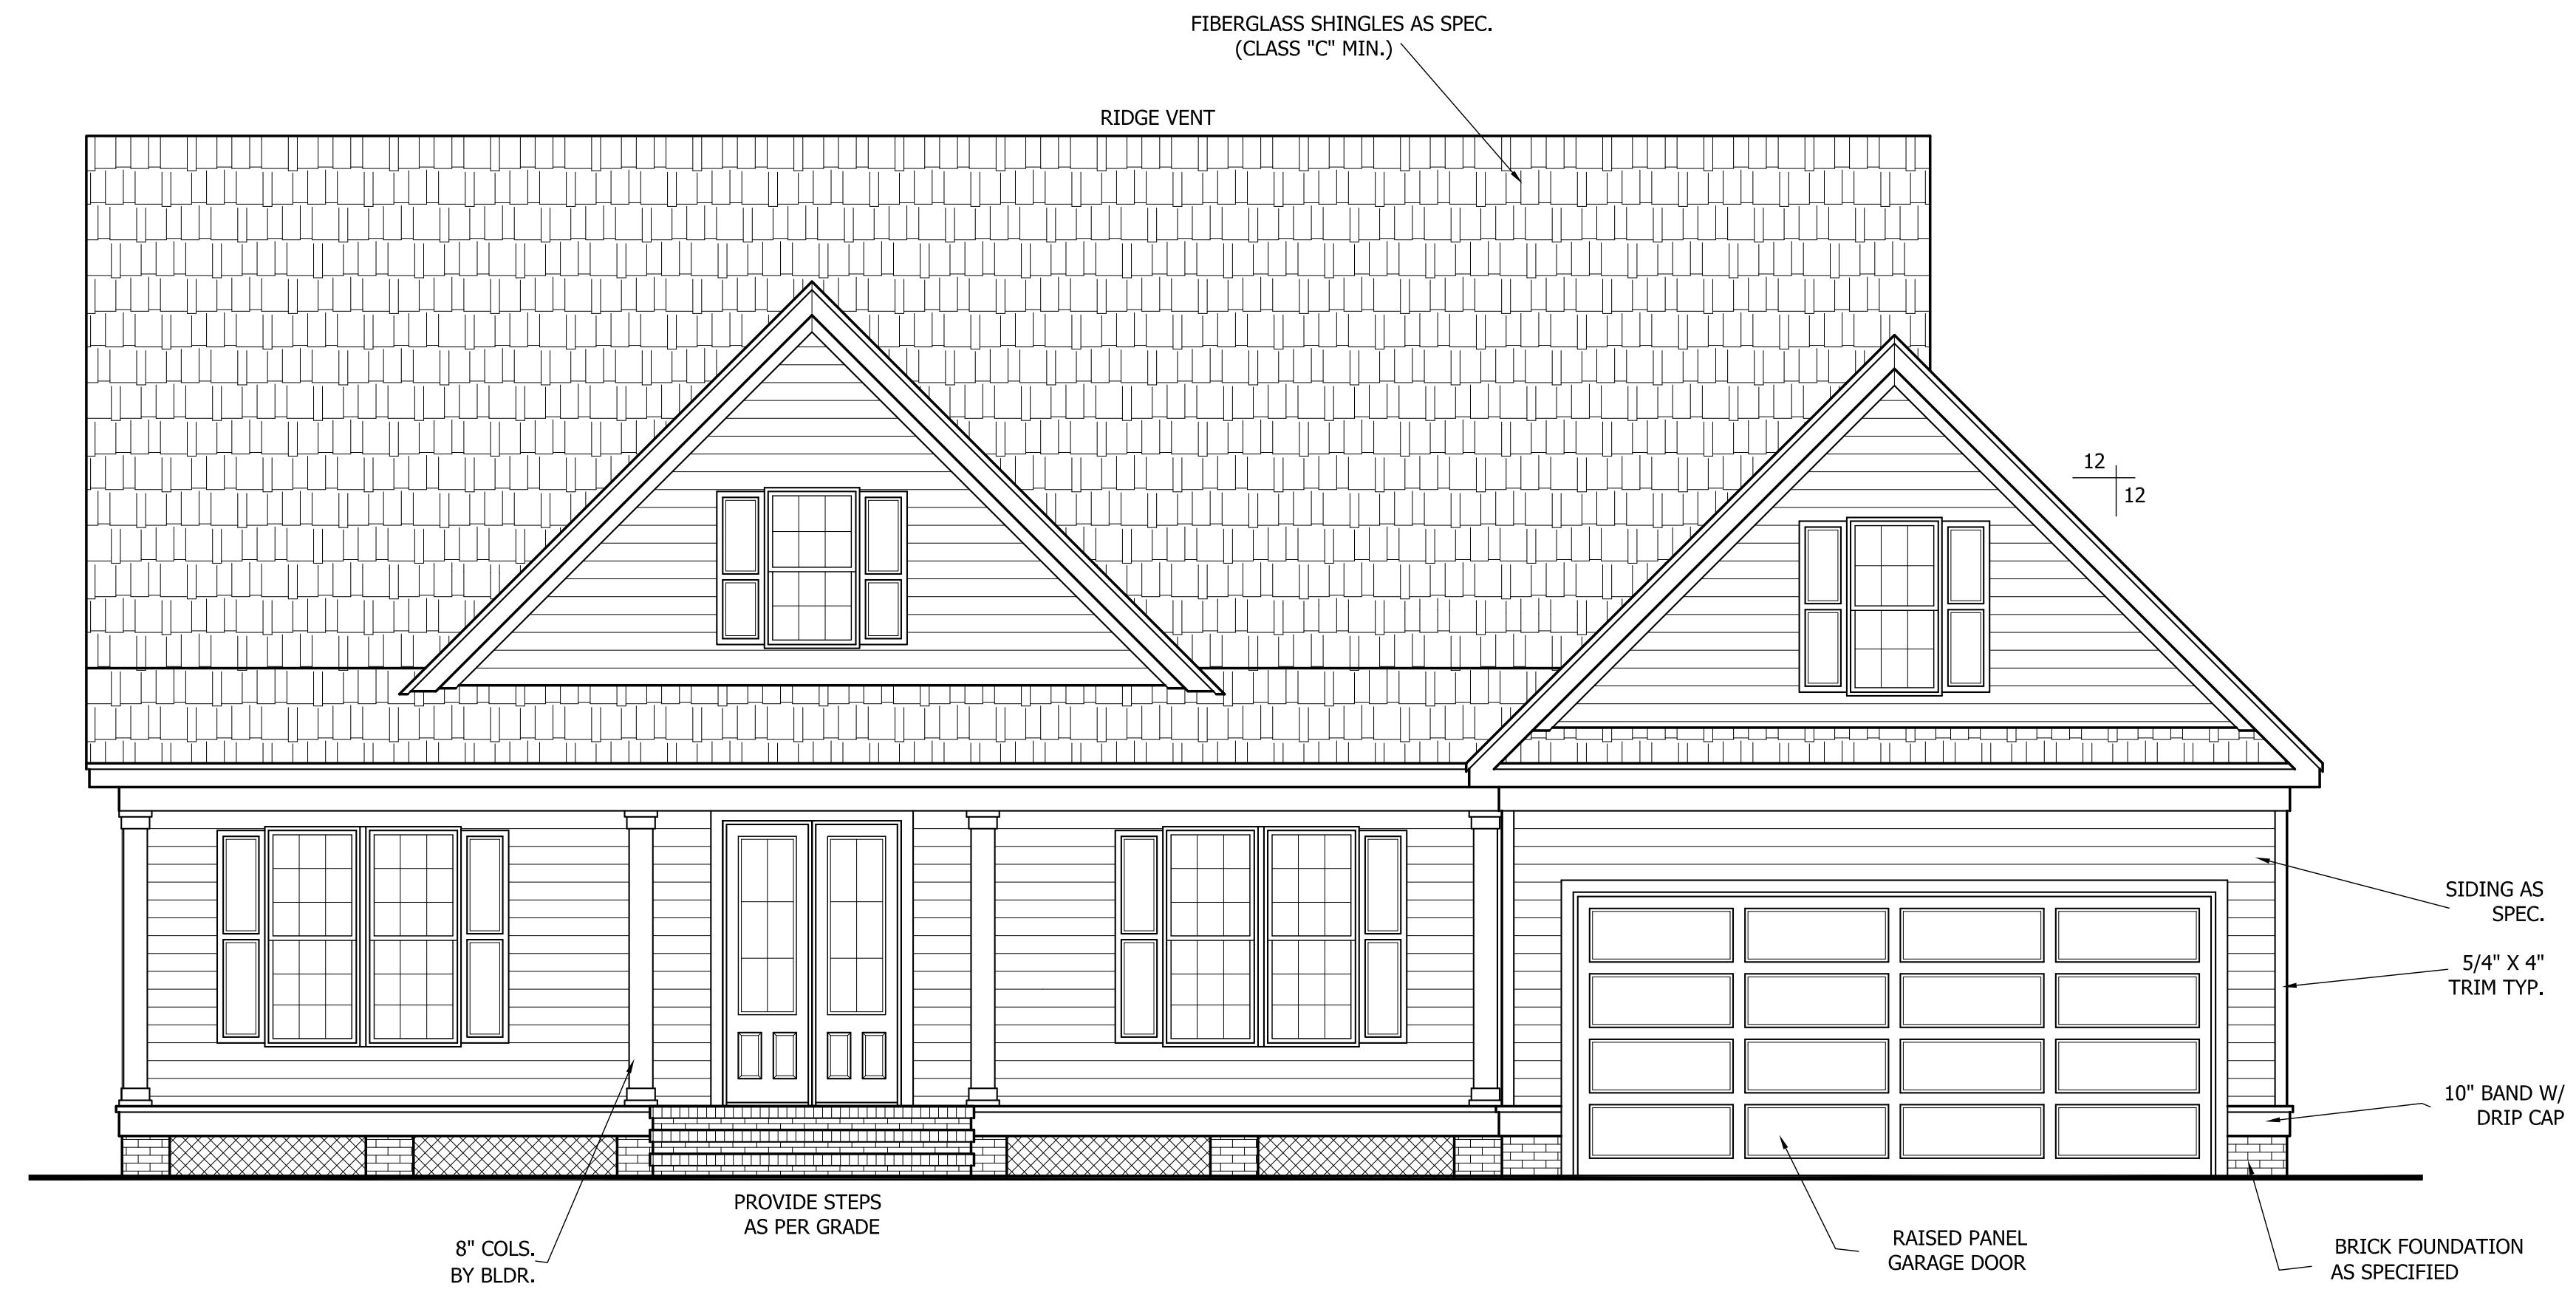 FIBERGLASS SHINGLES AS SPEC.
(CLASS "C" MIN.)
RIDGE VENT
12
12
SIDING AS
SPEC.
5/4" X 4"
TRIM TYP.
10" BAND W/
DRIP CAP
PROVIDE STEPS
AS PER GRADE
8" COLS.
BY BLDR.
RAISED PANEL
GARAGE DOOR
BRICK FOUNDATION
AS SPECIFIED